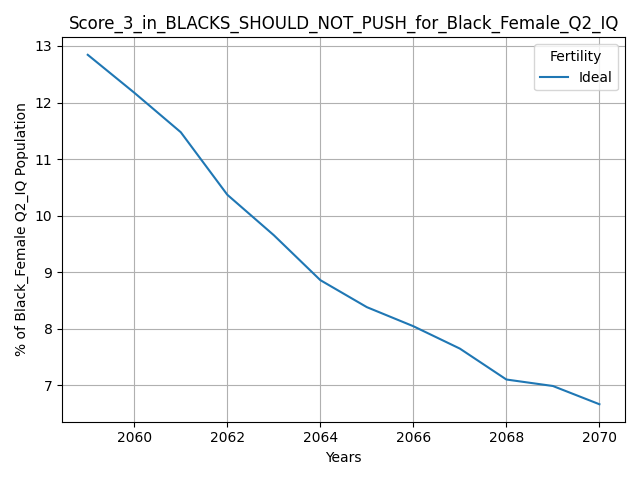 Score_3_in_BLACKS_SHOULD_NOT_PUSH_for_Black_Female_Q2_IQ
Fertility
Ideal
% of Black_Female Q2_IQ Population
13
12
11
10
9
8
7
2060 2062 2064 2066 2068 2070
Years